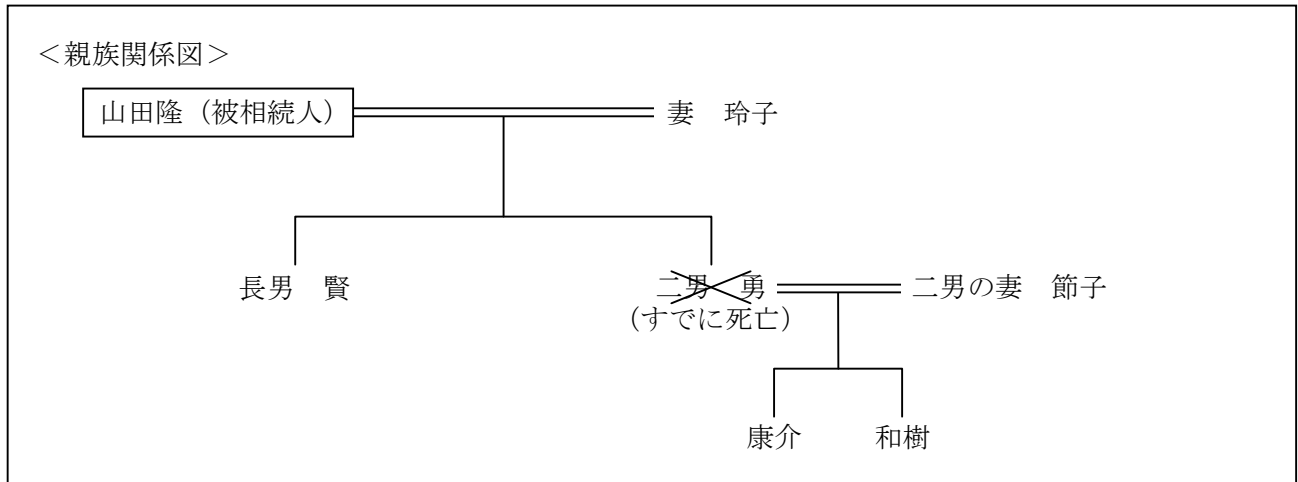 ＜親族関係図＞
山田隆（被相続人） 妻　玲子
長男　賢 二男　勇 二男の妻　節子
（すでに死亡）
康介 和樹